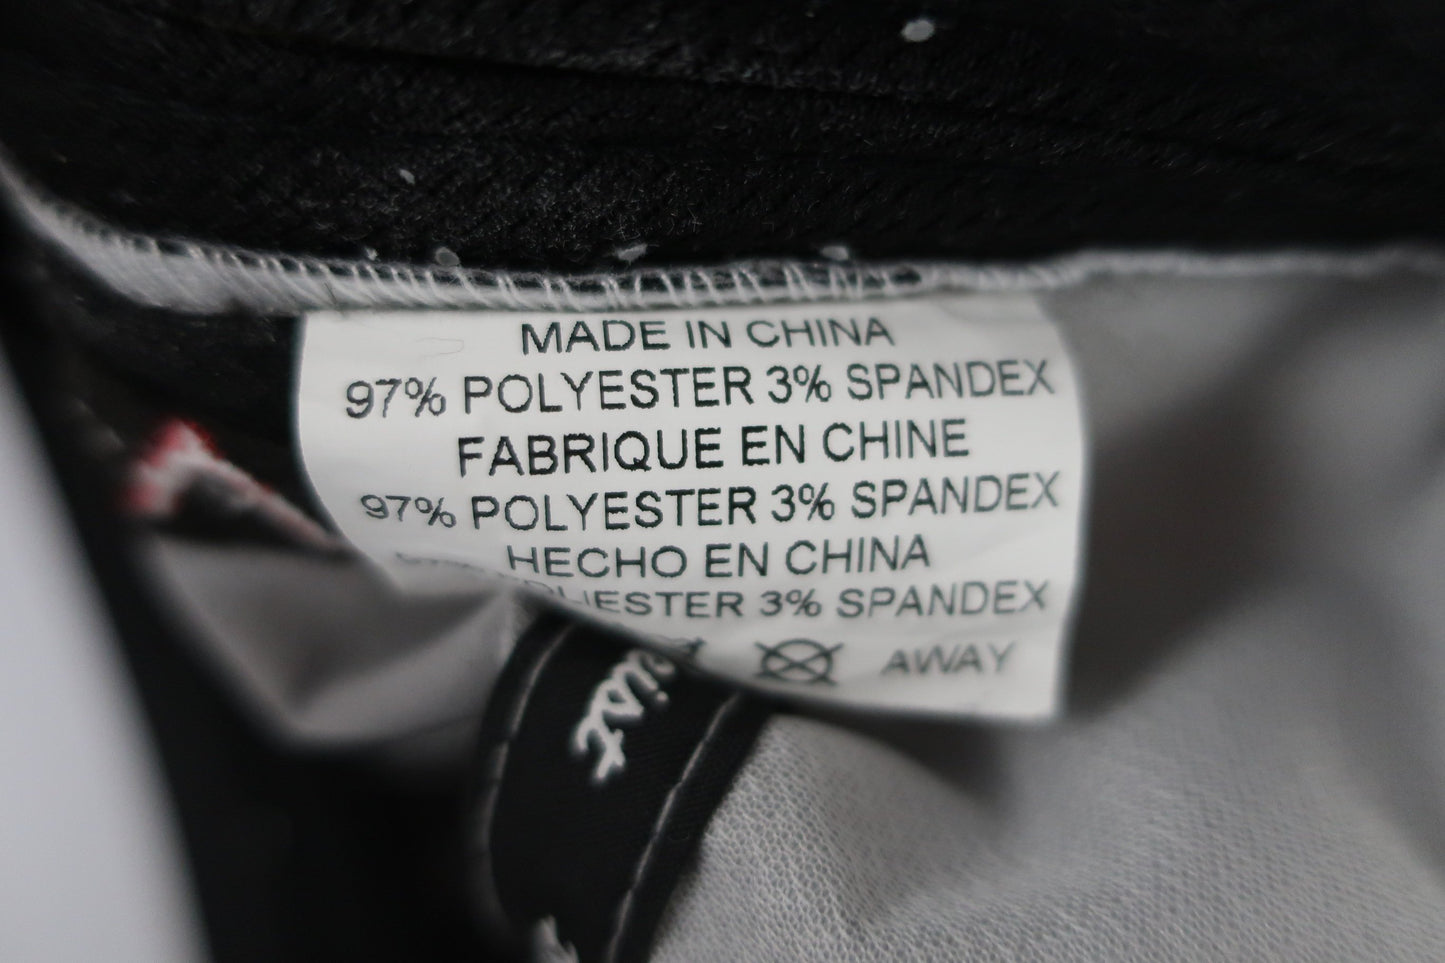 MADE IN CHINA
97% POLYESTER 3% SPANDEX
FABRIQUE EN CHINE
97% POLYESTER 3% SPANDEX
HECHO EN CHINA
3% SPANDEX
AWAY